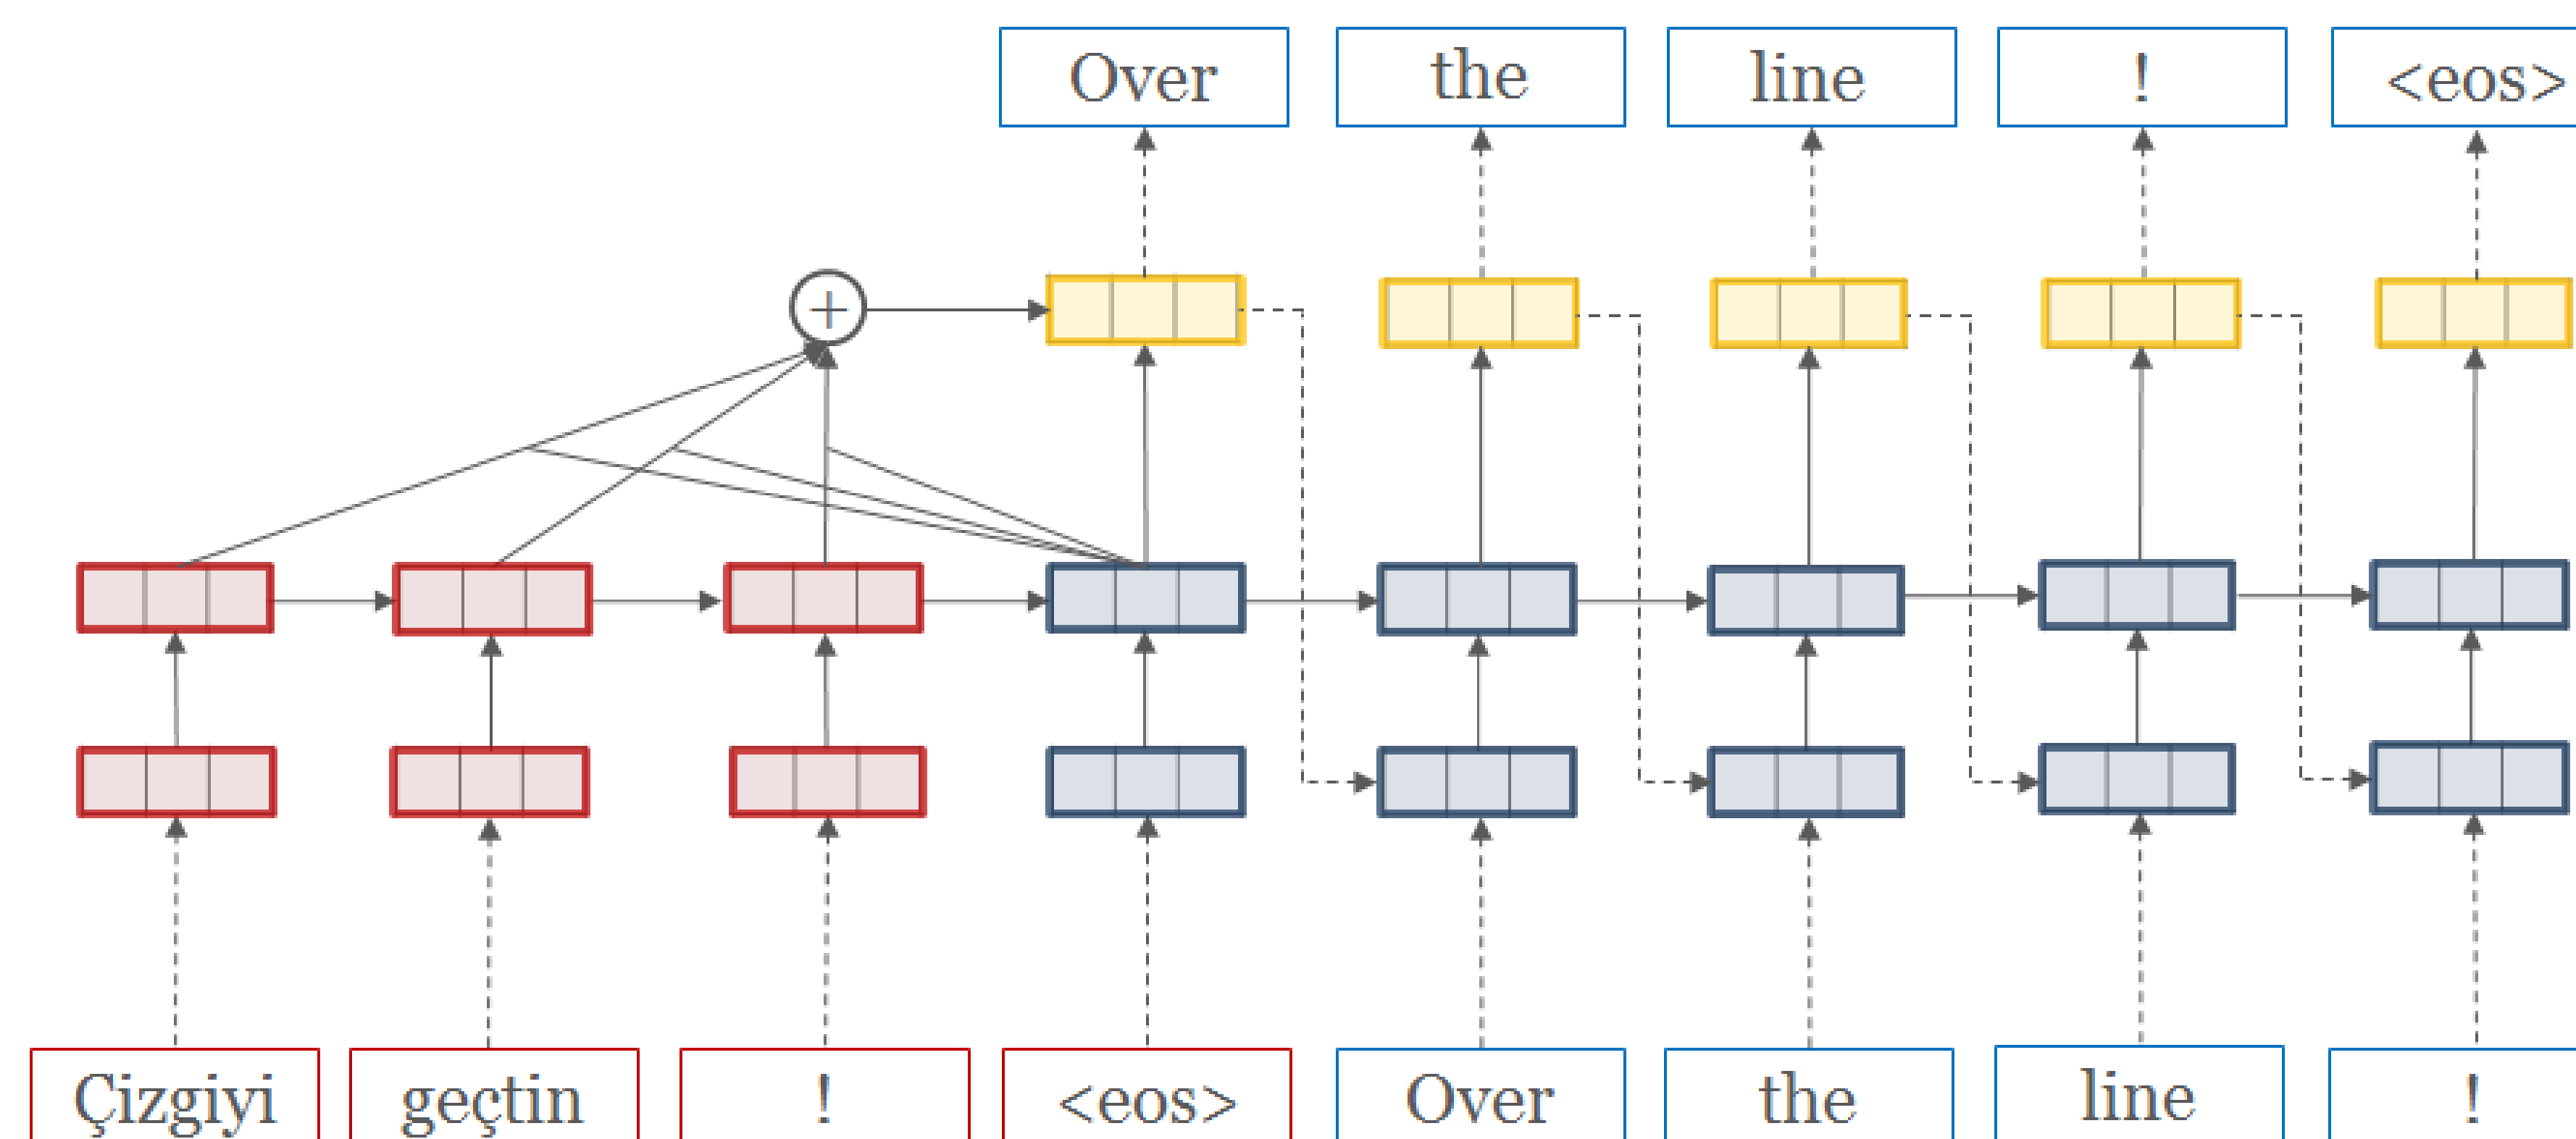 Over the line ! <eos>
+
Çizgiyi geçtin ! <eos> Over the line !